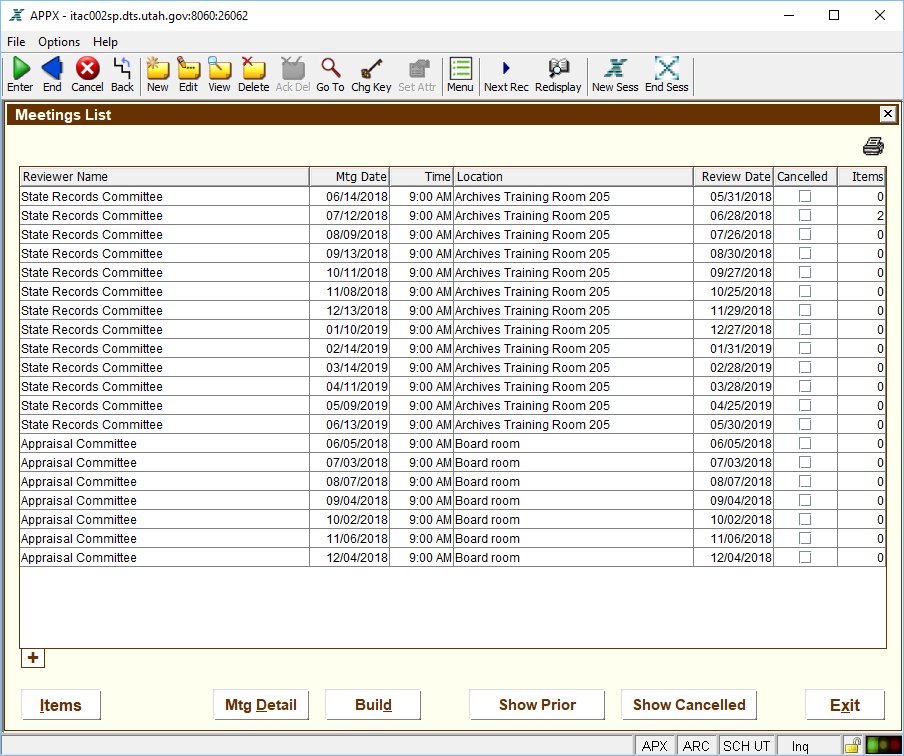 APPX - itac002sp.dts.utah.gov:8060:26062
File Options Help
Enter End Cancel Back New Edit View Delete Ack Del Go To Chg Key Set Attr Menu Next Rec Redisplay New Sess End Sess
Meetings List
Reviewer Name Mtg Date Time Location Review Date Cancelled Items
State Records Committee 06/14/2018 9:00 AM Archives Training Room 205 05/31/2018 0
State Records Committee 07/12/2018 9:00 AM Archives Training Room 205 06/28/2018 2
State Records Committee 08/09/2018 9:00 AM Archives Training Room 205 07/26/2018 0
State Records Committee 09/13/2018 9:00 AM Archives Training Room 205 08/30/2018 0
State Records Committee 10/11/2018 9:00 AM Archives Training Room 205 09/27/2018 0
State Records Committee 11/08/2018 9:00 AM Archives Training Room 205 10/25/2018 0
State Records Committee 12/13/2018 9:00 AM Archives Training Room 205 11/29/2018 0
State Records Committee 01/10/2019 9:00 AM Archives Training Room 205 12/27/2018 0
State Records Committee 02/14/2019 9:00 AM Archives Training Room 205 01/31/2019 0
State Records Committee 03/14/2019 9:00 AM Archives Training Room 205 02/28/2019 0
State Records Committee 04/11/2019 9:00 AM Archives Training Room 205 03/28/2019 0
State Records Committee 05/09/2019 9:00 AM Archives Training Room 205 04/25/2019 0
State Records Committee 06/13/2019 9:00 AM Archives Training Room 205 05/30/2019 0
Appraisal Committee 06/05/2018 9:00 AM Board room 06/05/2018 0
Appraisal Committee 07/03/2018 9:00 AM Board room 07/03/2018 0
Appraisal Committee 08/07/2018 9:00 AM Board room 08/07/2018 0
Appraisal Committee 09/04/2018 9:00 AM Board room 09/04/2018 0
Appraisal Committee 10/02/2018 9:00 AM Board room 10/02/2018 0
Appraisal Committee 11/06/2018 9:00 AM Board room 11/06/2018 0
Appraisal Committee 12/04/2018 9:00 AM Board room 12/04/2018 0
+
Items Mtg Detail Build Show Prior Show Cancelled Exit
APPX ARC SCH UT Inq